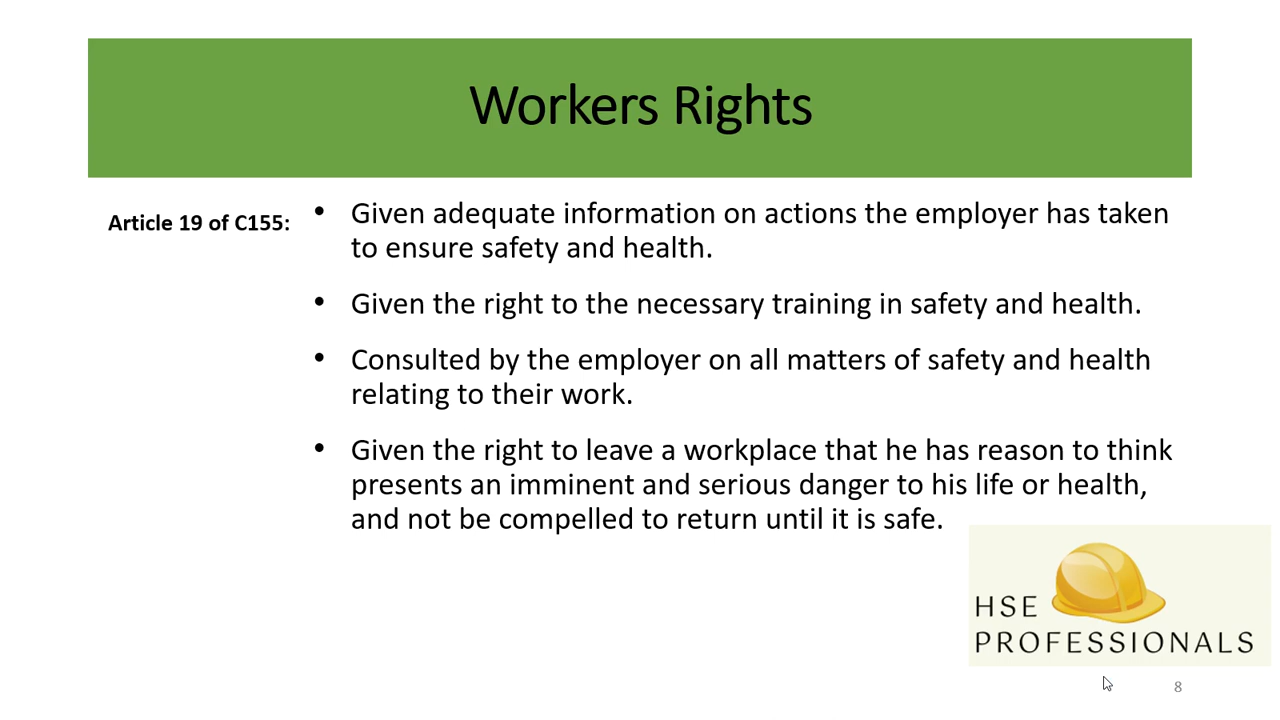 Workers Rights
Article 19 of C155:
• Given adequate information on actions the employer has taken
to ensure safety and health.
• Given the right to the necessary training in safety and health.
• Consulted by the employer on all matters of safety and health
relating to their work.
• Given the right to leave a workplace that he has reason to think
presents an imminent and serious danger to his life or health,
and not be compelled to return until it is safe.
HSE
PROFESSIONALS
8